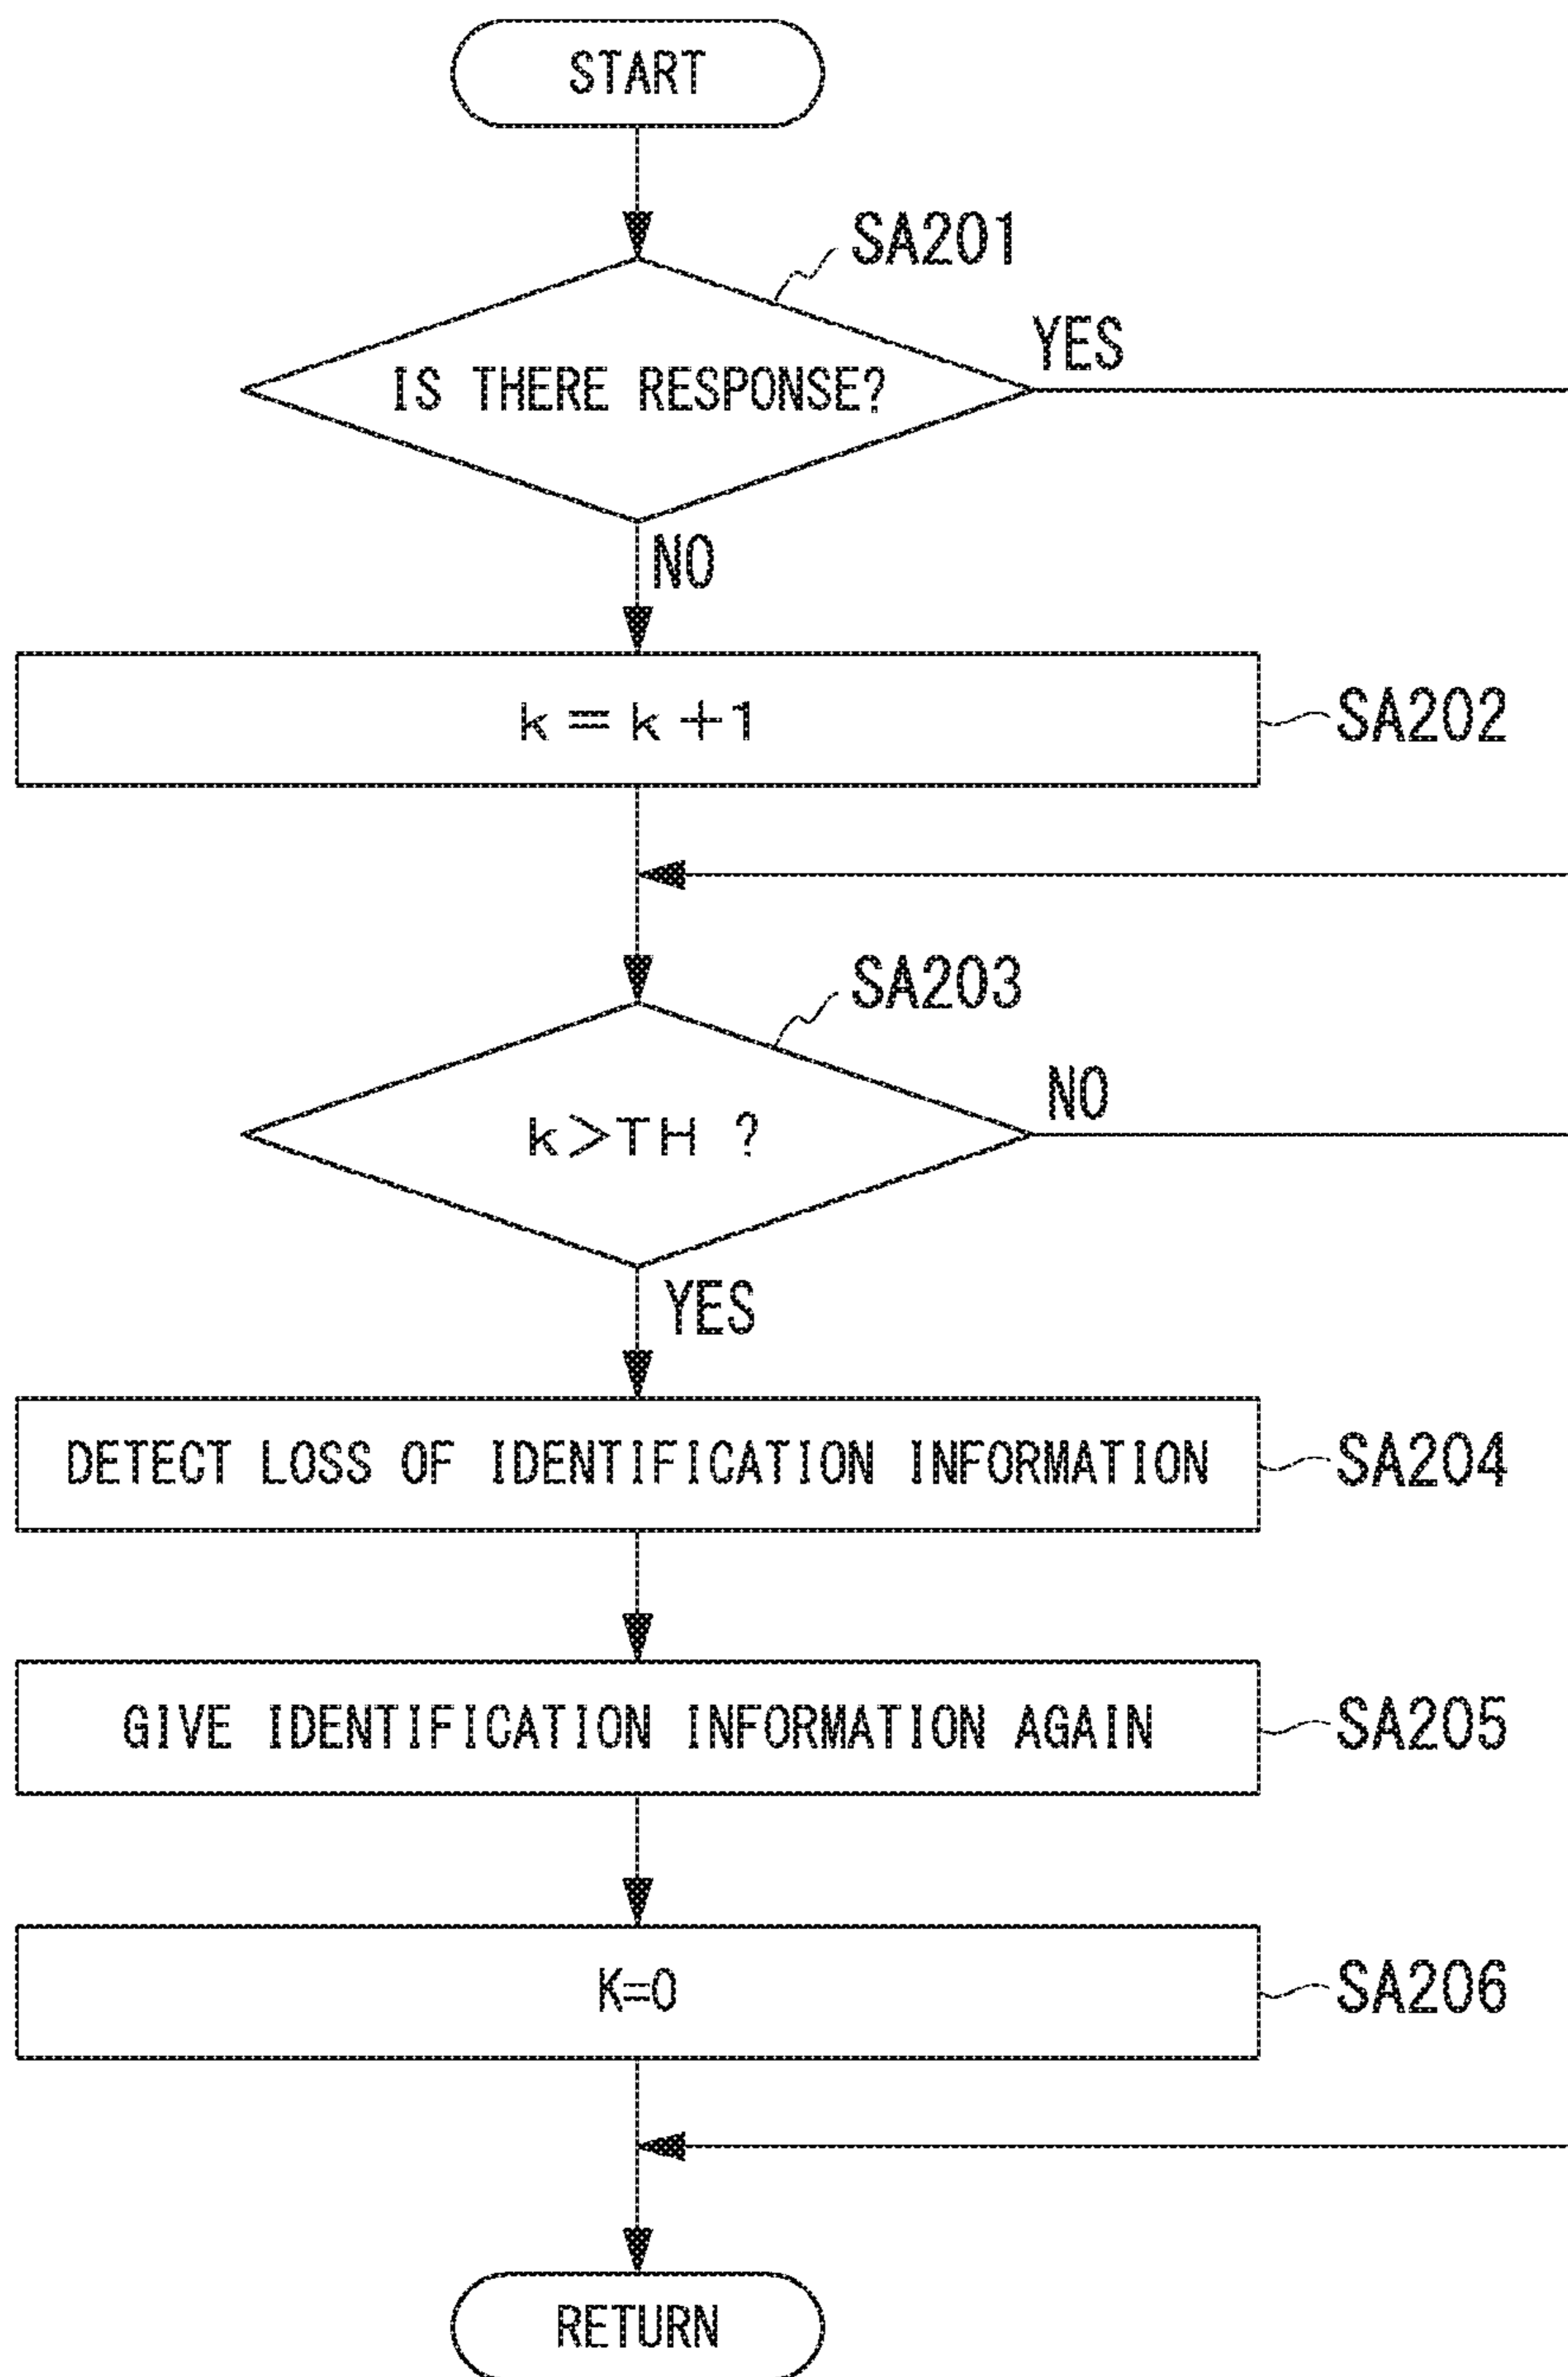 START
SA201
YES
IS THERE RESPONSE?
NO
k=k+1
SA202
SA203
NO
k>TH ?
YES
DETECT LOSS OF IDENTIFICATION INFORMATION
SA204
GIVE IDENTIFICATION INFORMATION AGAIN
SA205
K=0
SA206
RETURN